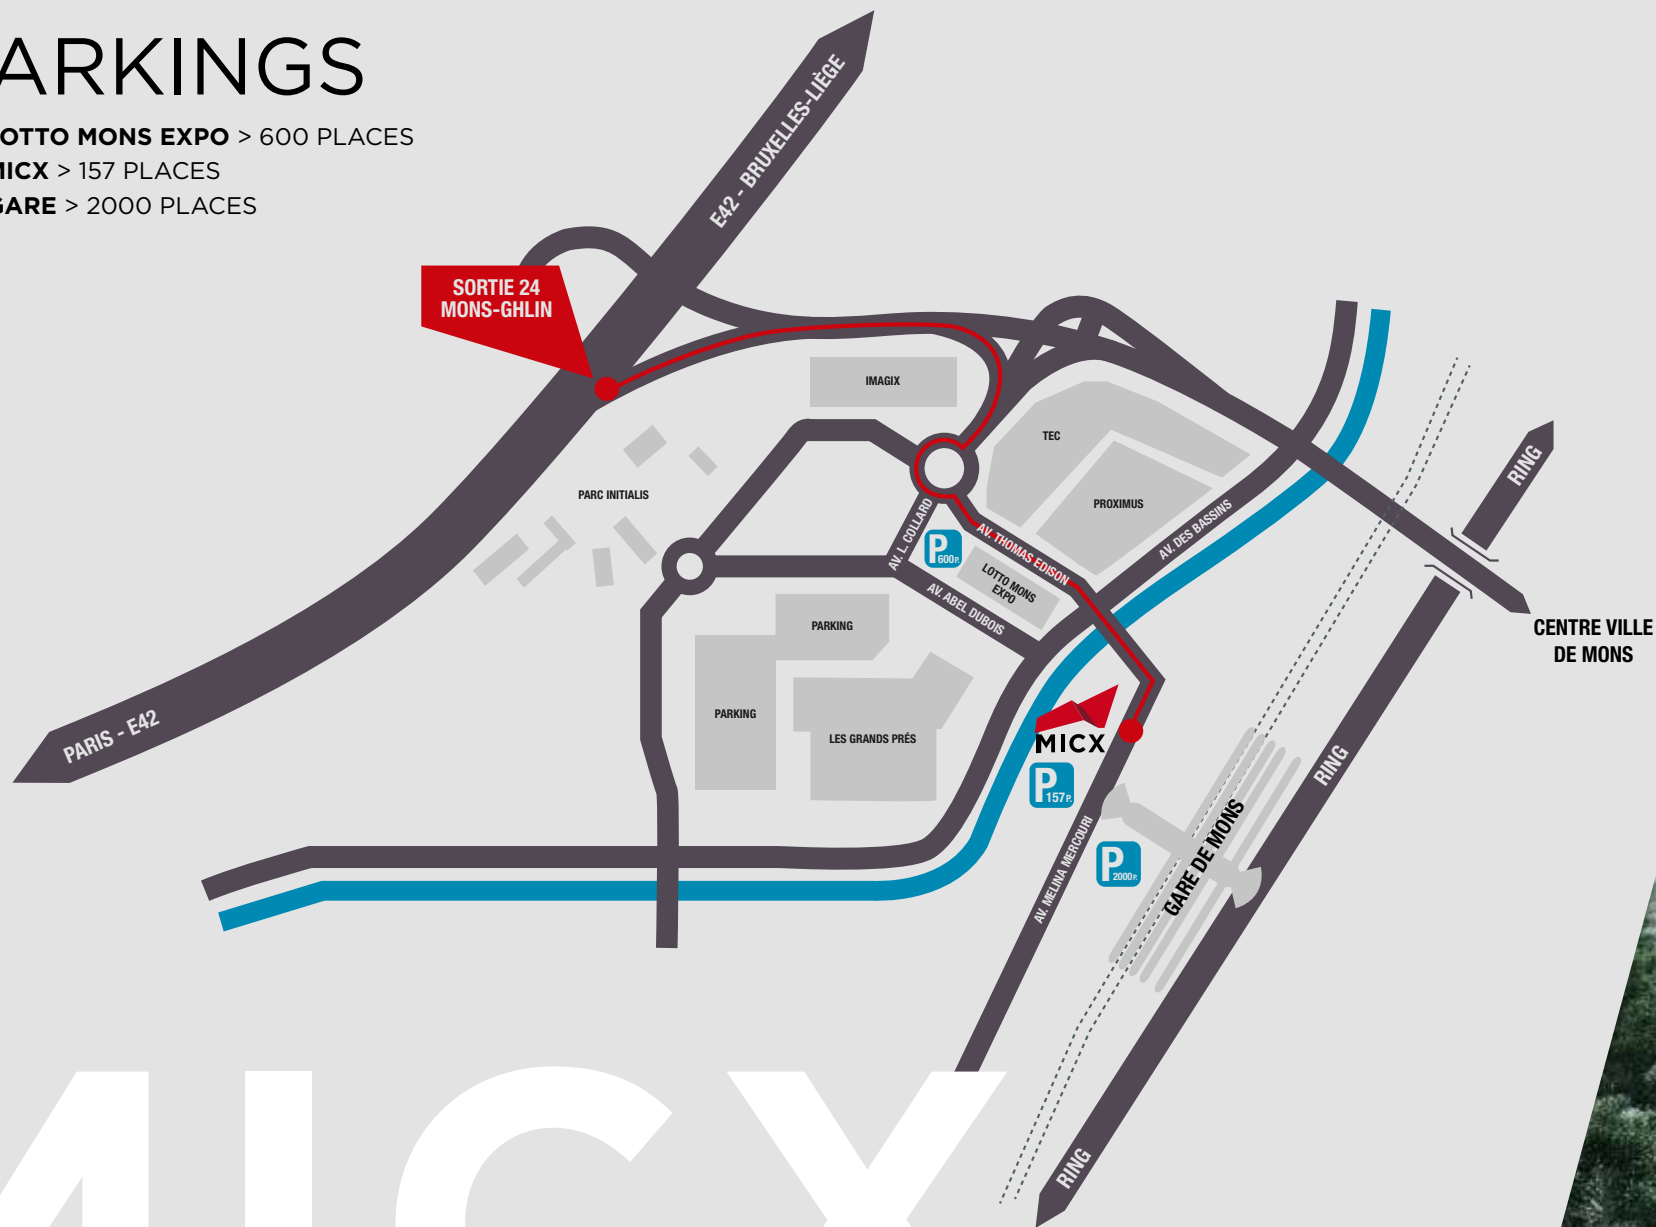 ARKINGS
OTTO MONS EXPO > 600 PLACES
MICX > 157 PLACES
GARE > 2000 PLACES
E42 - BRUXELLES-LIÈGE
SORTIE 24
MONS-GHLIN
IMAGIX
TEC
PARC INITIALIS
PROXIMUS
RING
AV. L. COLLARD
P
600P.
AV. THOMAS EDISON
AV. DES BASSINS
LOTTO MONS
EXPO
AV. ABEL DUBOIS
PARKING
CENTRE VILLE
DE MONS
PARKING
PARIS - E42
LES GRANDS PRÉS
MICX
RING
P
157P.
AV. MELINA MERCOURI
P
2000P.
GARE DE MONS
RING
MICX